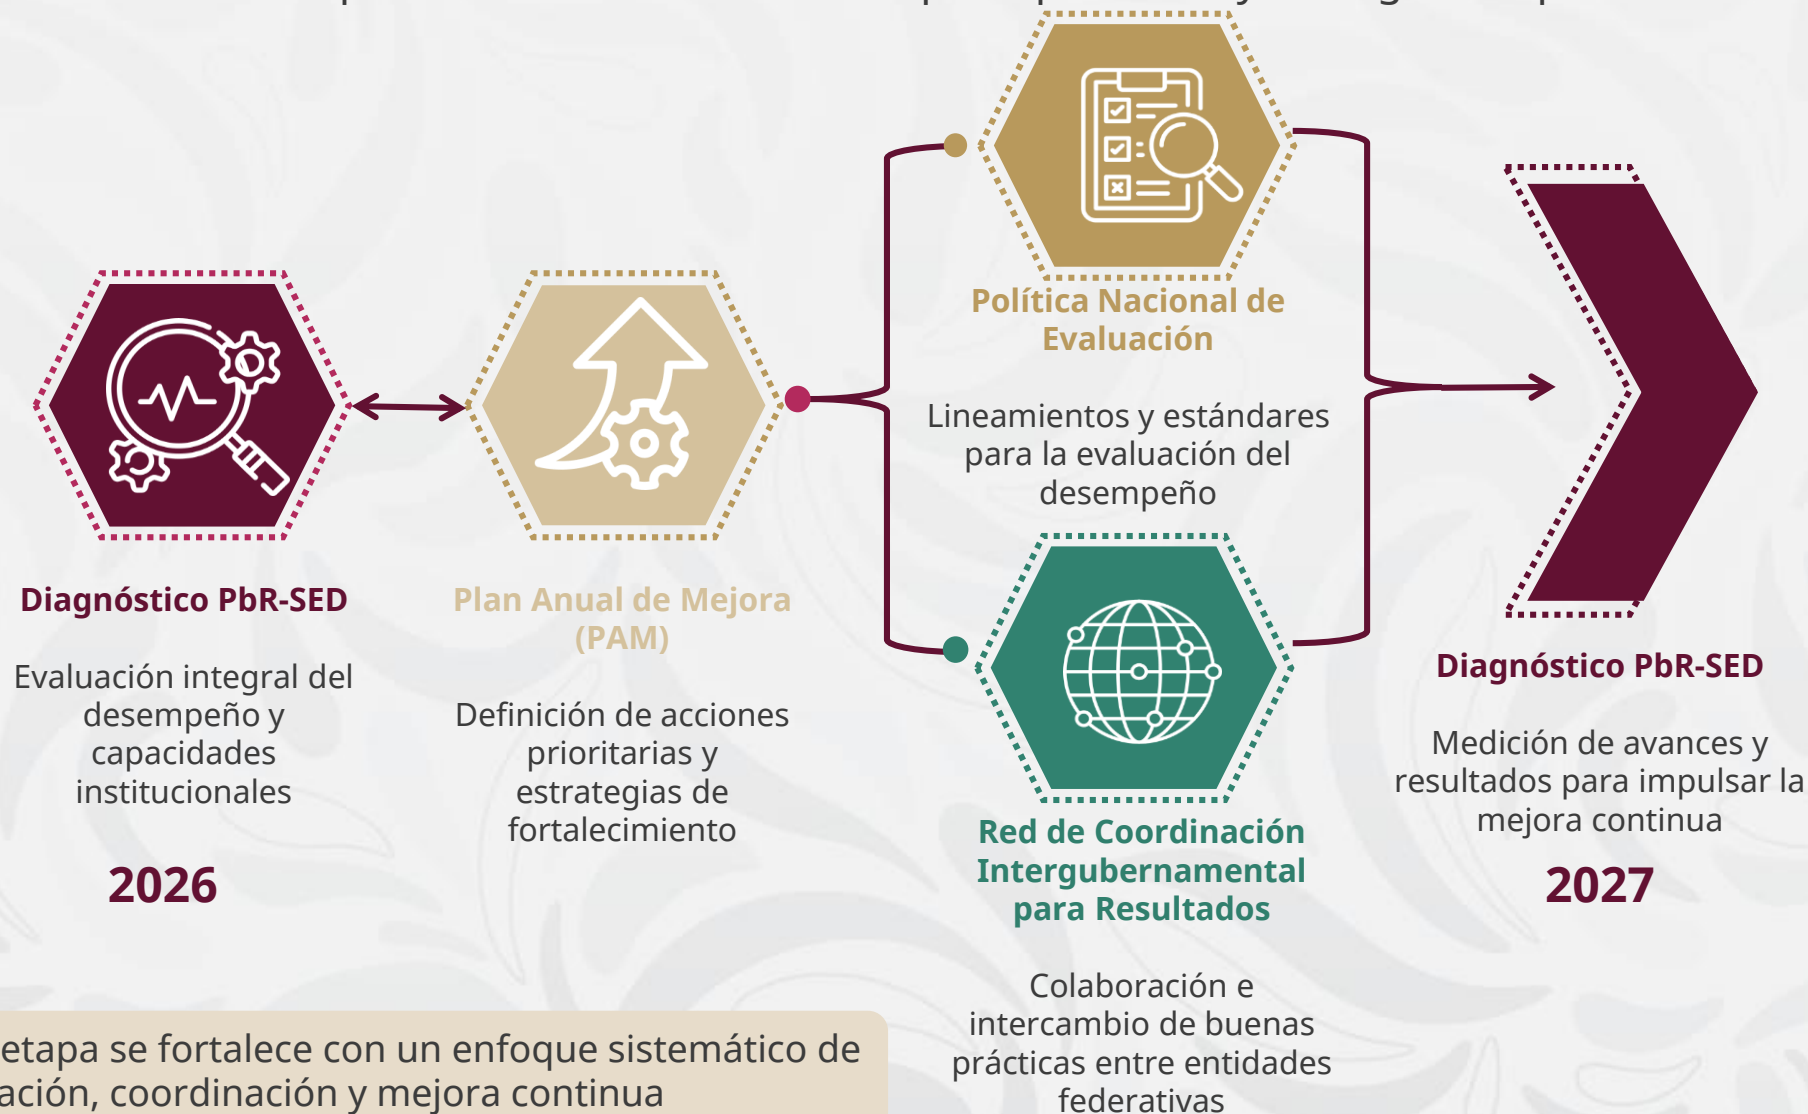 Diagnóstico PbR-SED
Evaluación integral del
desempeño y
capacidades
institucionales
2026
Plan Anual de Mejora
(PAM)
Definición de acciones
prioritarias y
estrategias de
fortalecimiento
Política Nacional de
Evaluación
Lineamientos y estándares
para la evaluación del
desempeño
Red de Coordinación
Intergubernamental
para Resultados
Colaboración e
intercambio de buenas
prácticas entre entidades
federativas
Diagnóstico PbR-SED
Medición de avances y
resultados para impulsar la
mejora continua
2027
etapa se fortalece con un enfoque sistemático de
ación, coordinación y mejora continua